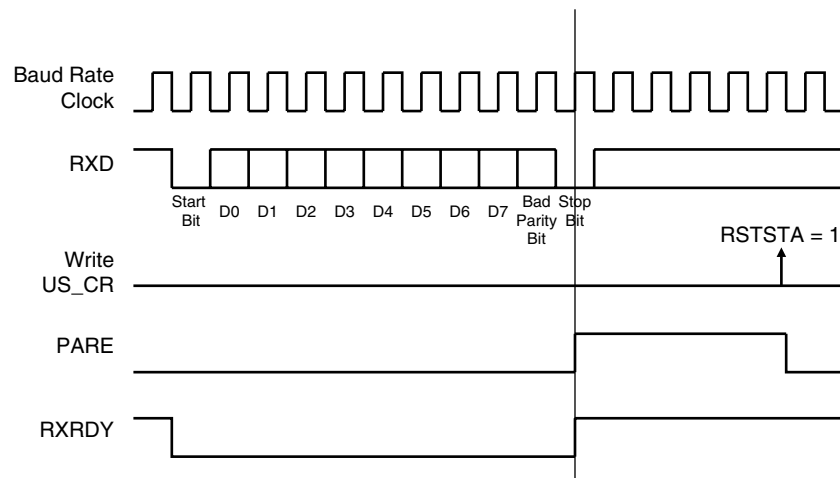 Baud Rate
Clock
RXD
Start
Bit
D0
D1
D2
D3
D4
D5
D6
D7
Bad
Parity
Bit
Stop
Bit
RSTSTA = 1
Write
US_CR
PARE
RXRDY